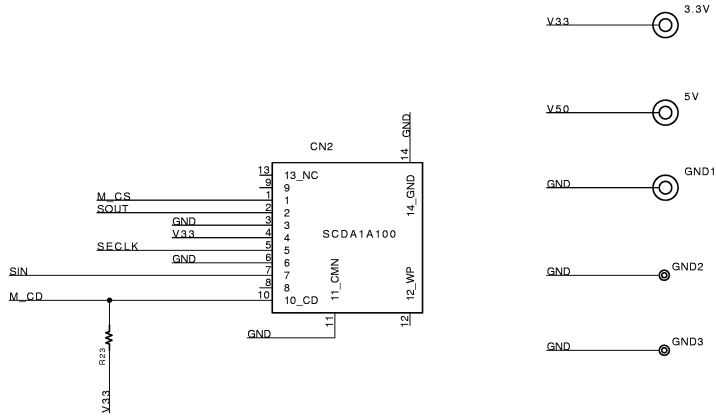 V33
3.3V
V50
5V
GND
GND1
GND
GND2
GND
GND3
CN2
GND
14
14_GND
13
13_NC
9
9
M_CS
1
1
SOUT
2
2
GND
3
3
V33
4
4
SCDA1A100
SECLK
5
5
GND
6
6
SIN
7
7
8
8
M_CD
10
10_CD
11_CMN
12_WP
11
12
GND
R23
V33